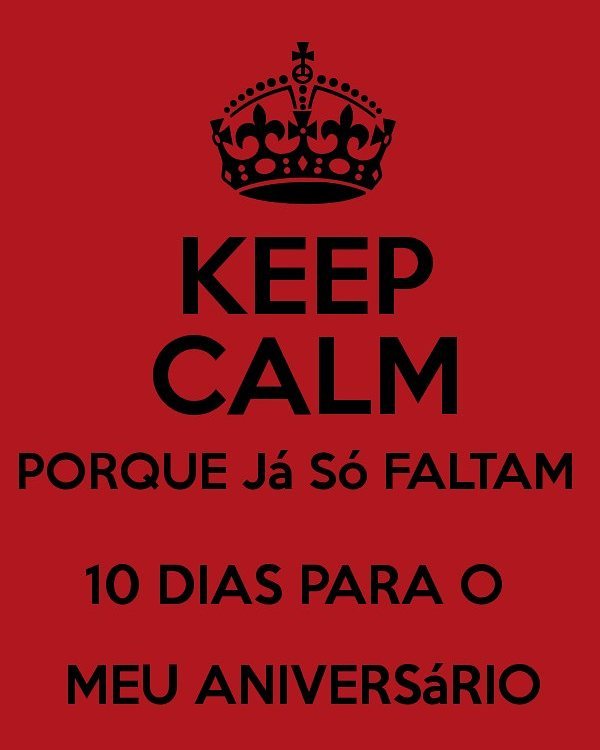 KEEP
CALM
PORQUE Já Só FALTAM
10 DIAS PARA O
MEU ANIVERSáRIO